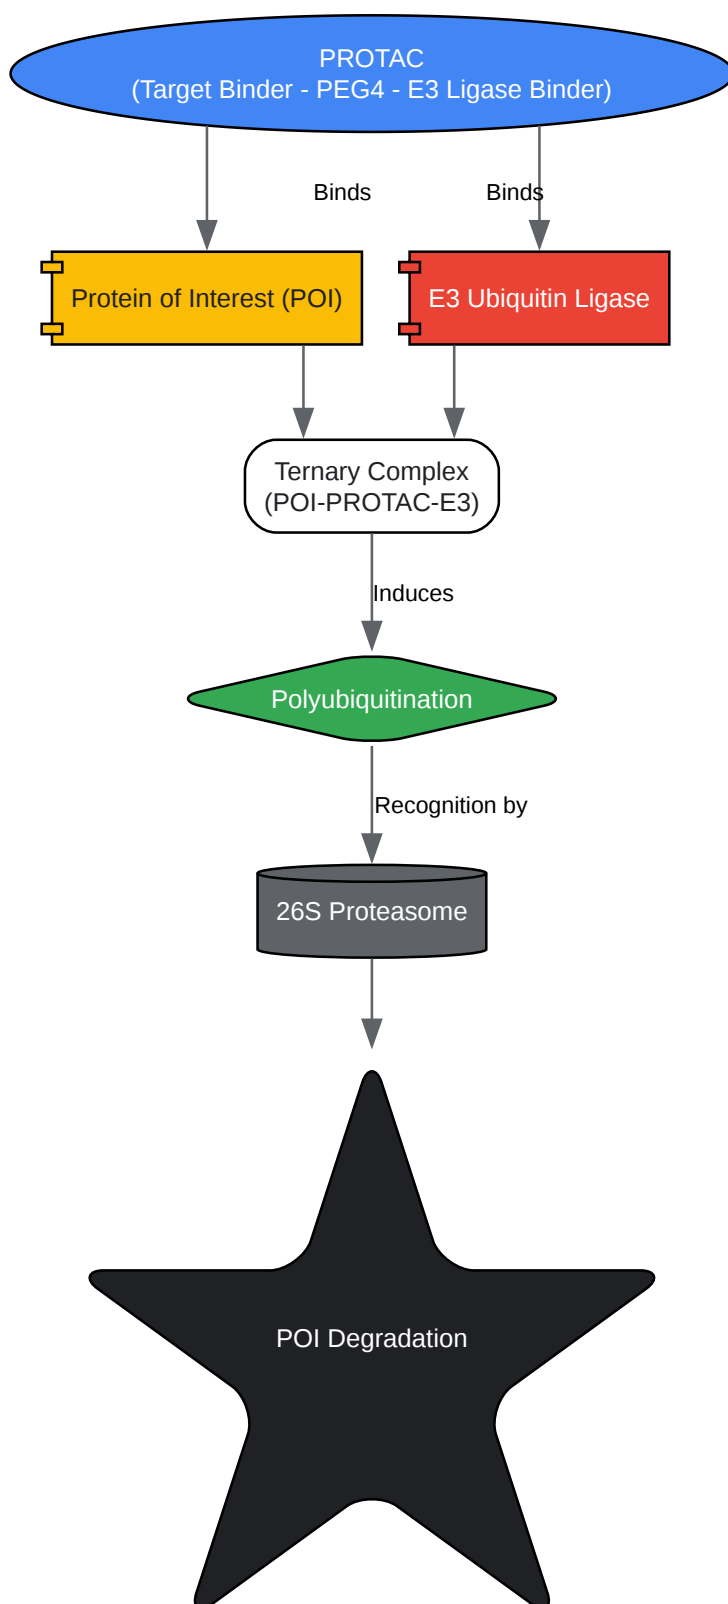 PROTAC
(Target Binder - PEG4 - E3 Ligase Binder)
Binds
Binds
Protein of Interest (POI)
E3 Ubiquitin Ligase
Ternary Complex
(POI-PROTAC-E3)
Induces
Polyubiquitination
Recognition by
26S Proteasome
POI Degradation